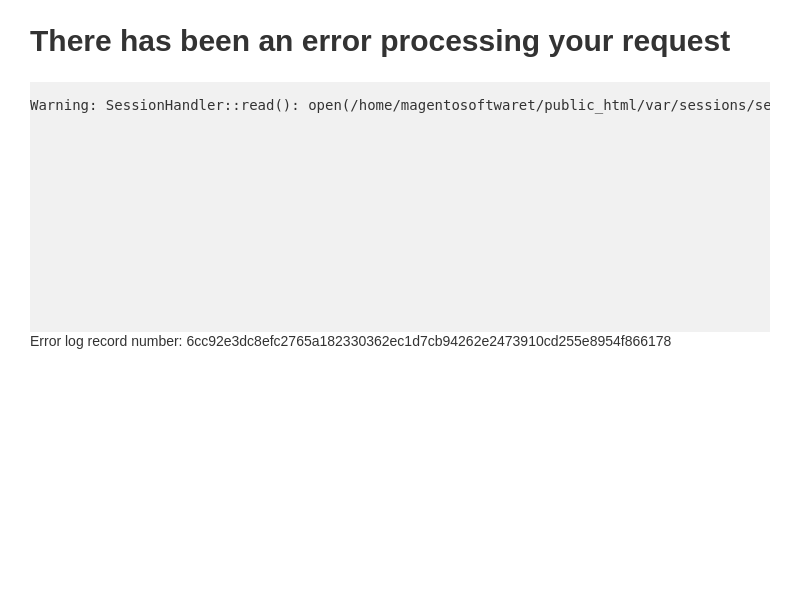 There has been an error processing your request
Warning: SessionHandler::read(): open(/home/magentosoftwaret/public_html/var/sessions/se
Error log record number: 6cc92e3dc8efc2765a182330362ec1d7cb94262e2473910cd255e8954f866178